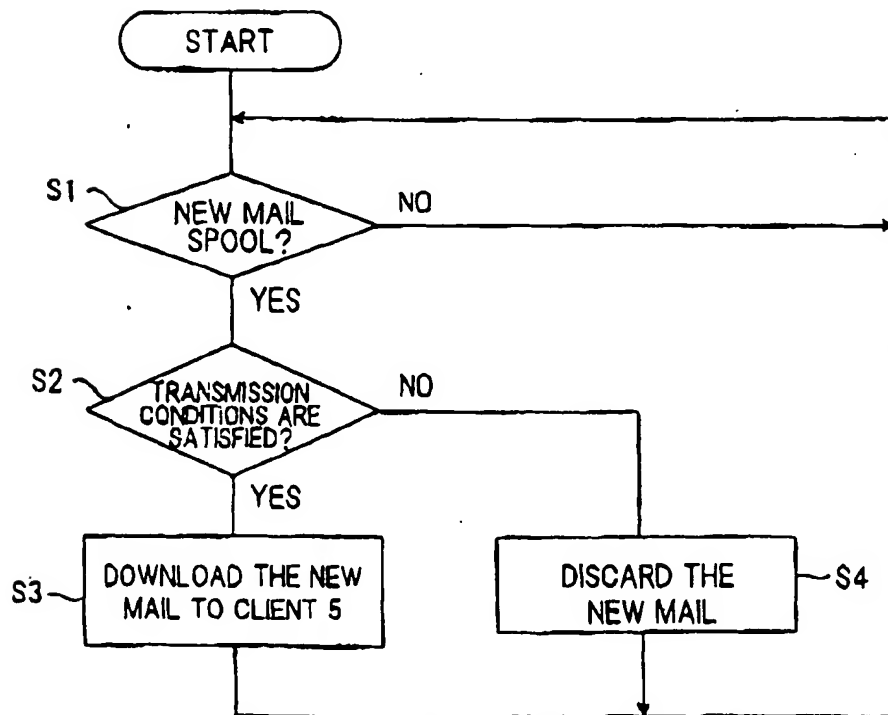 START
S1
NEW MAIL
SPOOL?
NO
YES
S2
TRANSMISSION
CONDITIONS ARE
SATISFIED?
NO
YES
S3
DOWNLOAD THE NEW
MAIL TO CLIENT 5
DISCARD THE
NEW MAIL
S4